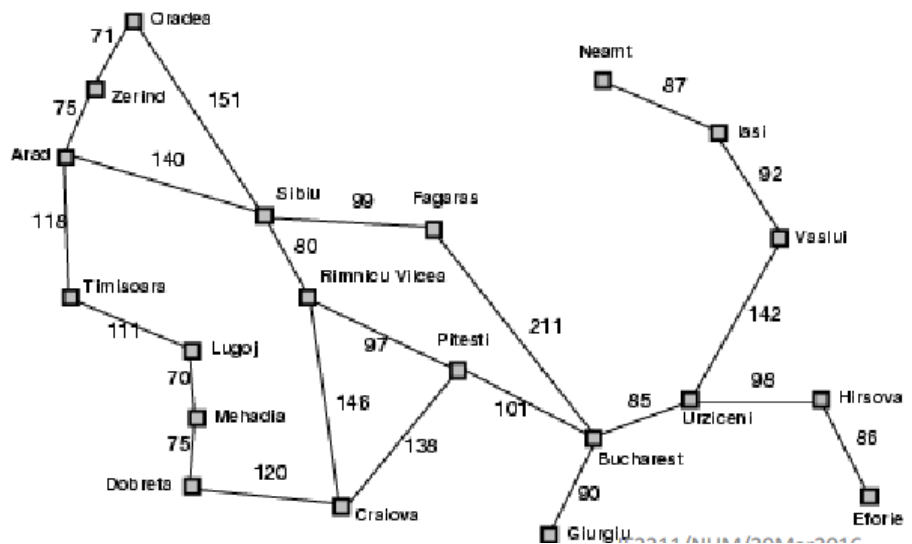 Oradea
71
Neamt
87
Zerind
151
75
Iasi
Arad
140
92
Sibiu
99
Fagaras
118
80
Vaslui
Timisoara
Rimnicu Vilcea
211
142
111
Lugoj
97
Pitesti
70
98
Hirsova
146
85
Urziceni
Mehadia
101
138
86
75
Bucharest
120
90
Dobreta
Craiova
Eforie
Giurgiu
/NUM/